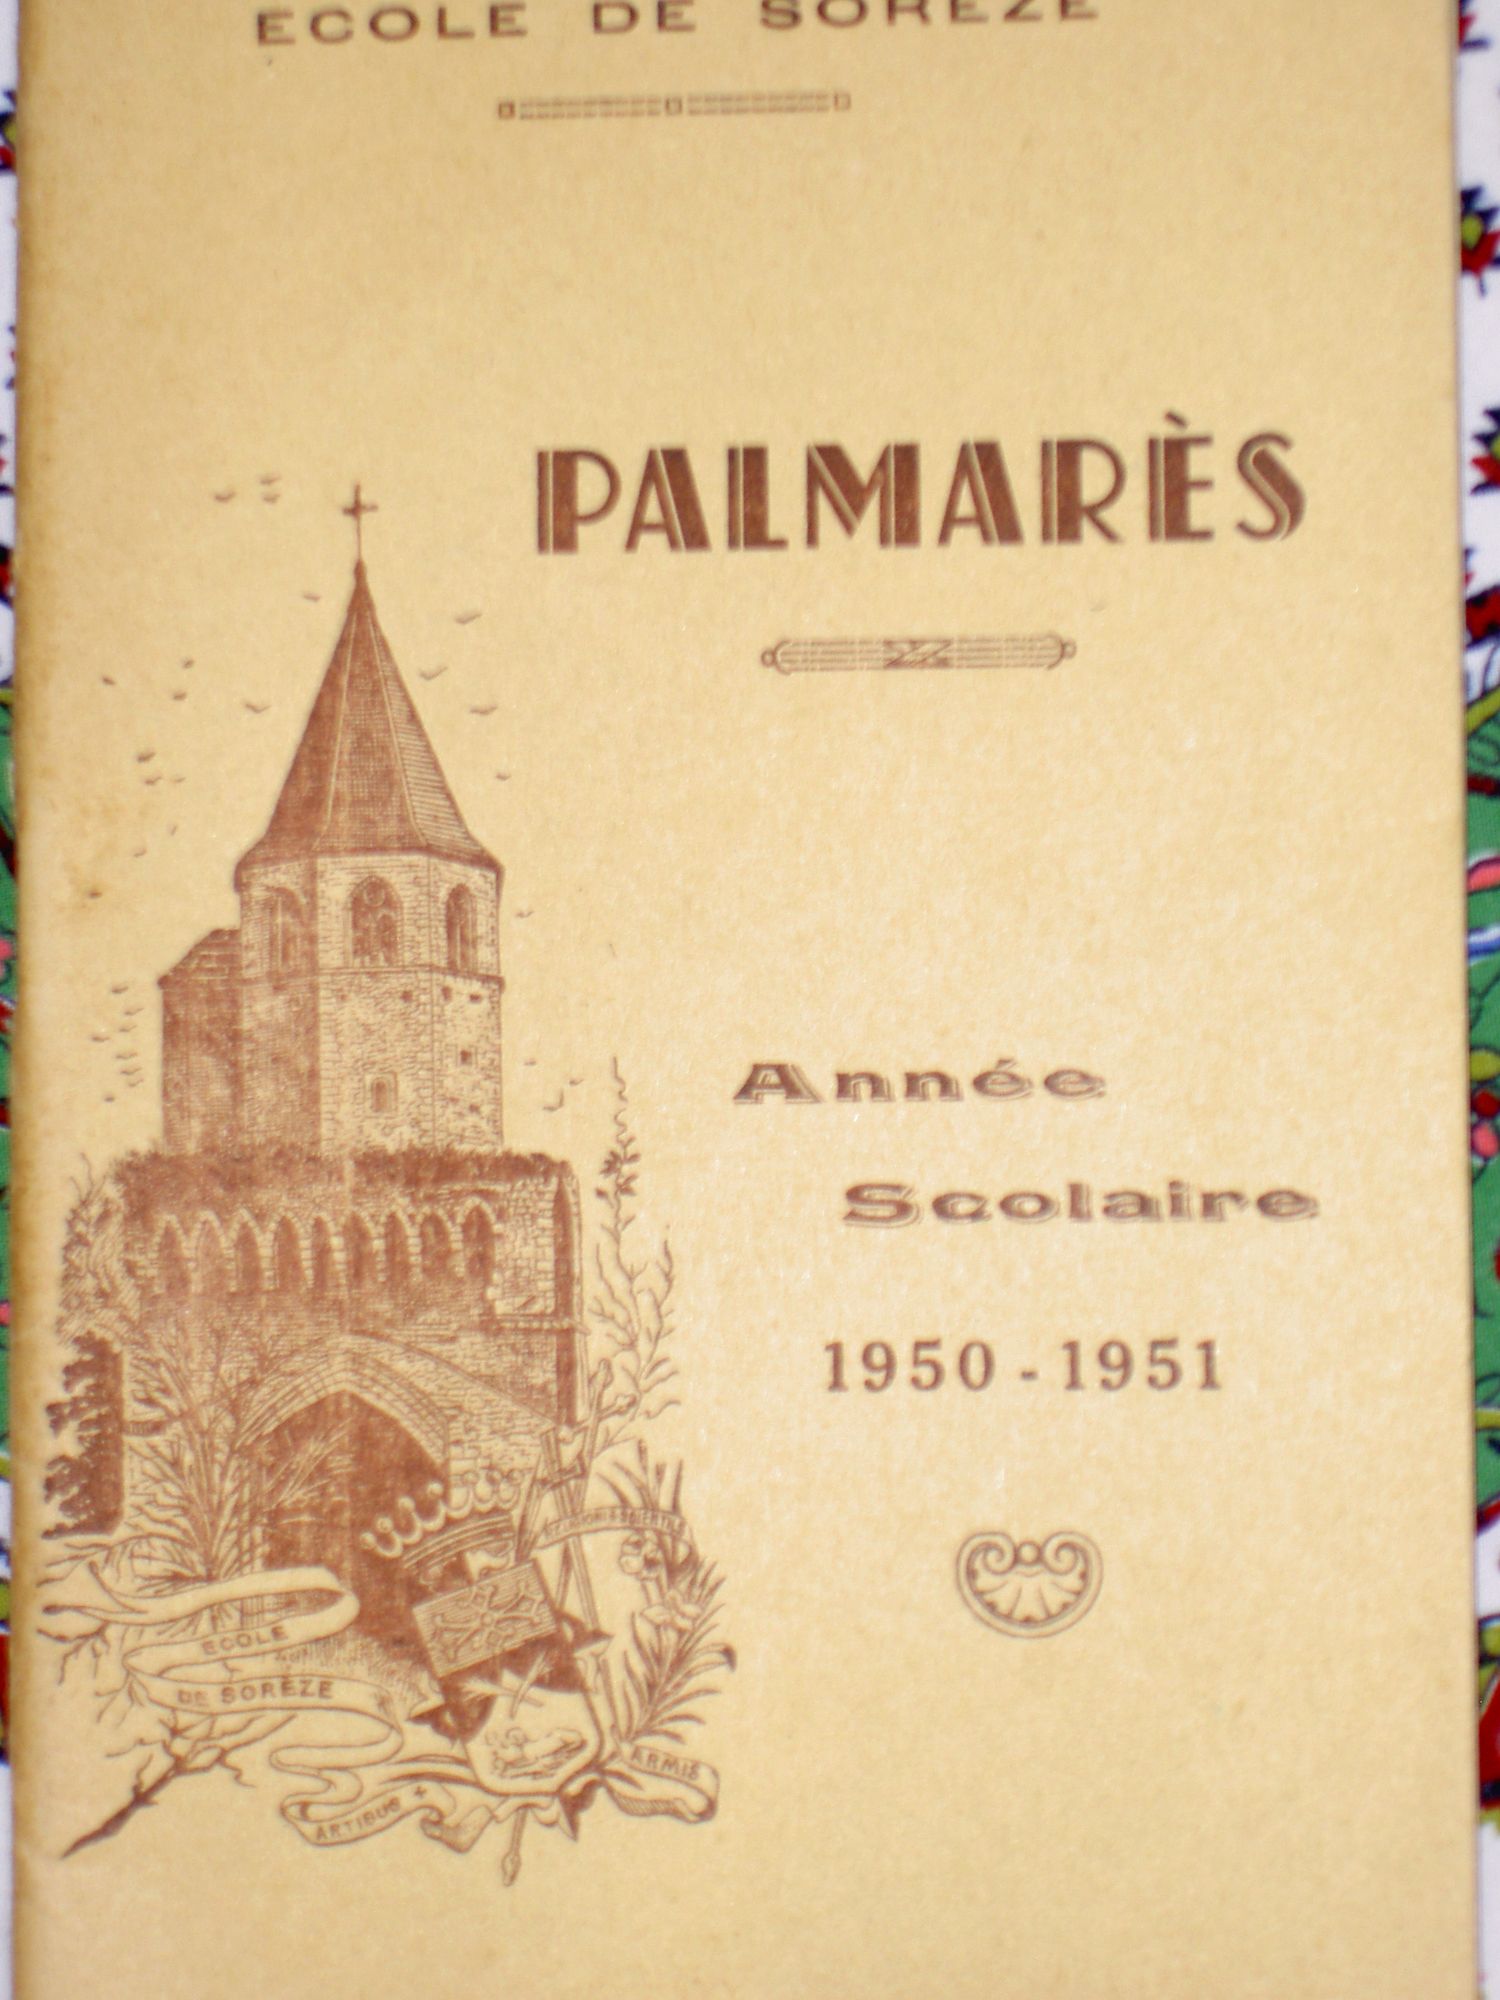 ECOLE DE SORÈZE
PALMARÈS
Année
Scolaire
1950 - 1951
ECOLE
DE SORÈZE
ARTIBUS +
ARMIS